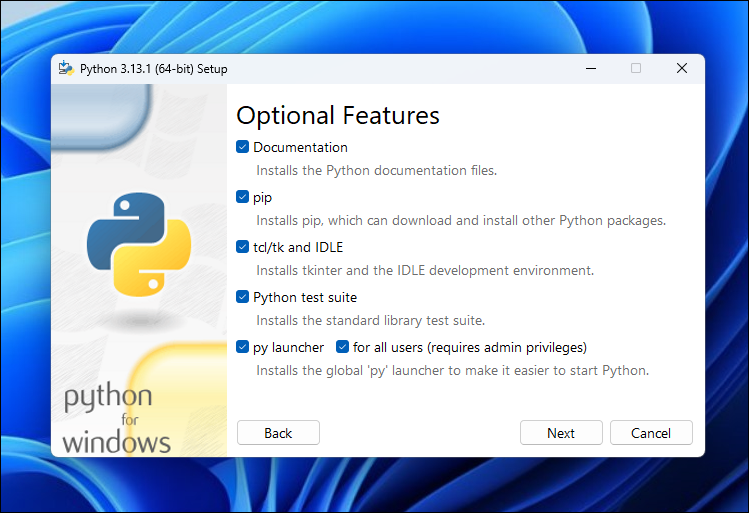 Python 3.13.1 (64-bit) Setup
Optional Features
Documentation
Installs the Python documentation files.
pip
Installs pip, which can download and install other Python packages.
tcl/tk and IDLE
Installs tkinter and the IDLE development environment.
Python test suite
Installs the standard library test suite.
py launcher for all users (requires admin privileges)
Installs the global 'py' launcher to make it easier to start Python.
python
for
windows
Back Next Cancel